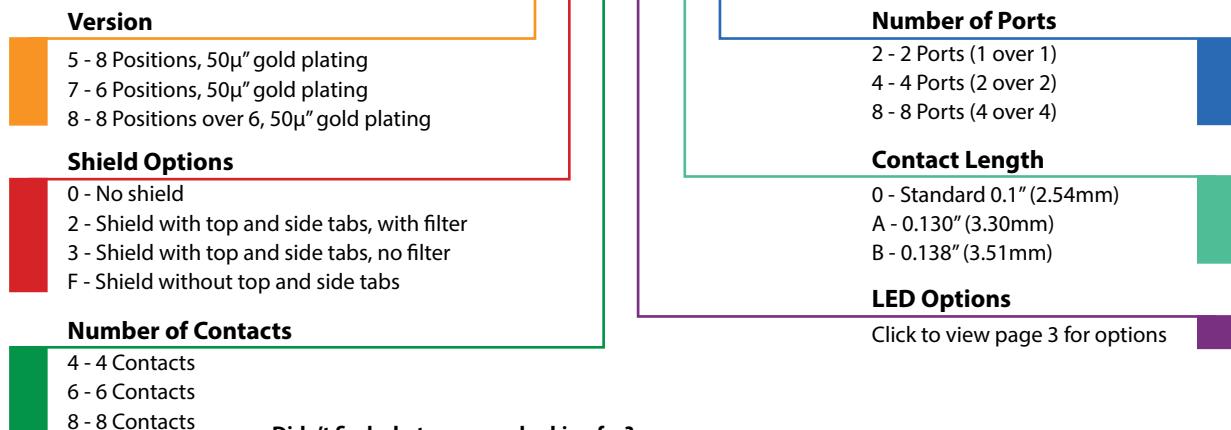 Version
5 - 8 Positions, 50µ” gold plating
7 - 6 Positions, 50µ” gold plating
8 - 8 Positions over 6, 50µ” gold plating
Shield Options
0 - No shield
2 - Shield with top and side tabs, with filter
3 - Shield with top and side tabs, no filter
F - Shield without top and side tabs
Number of Contacts
4 - 4 Contacts
6 - 6 Contacts
8 - 8 Contacts
Number of Ports
2 - 2 Ports (1 over 1)
4 - 4 Ports (2 over 2)
8 - 8 Ports (4 over 4)
Contact Length
0 - Standard 0.1” (2.54mm)
A - 0.130” (3.30mm)
B - 0.138” (3.51mm)
LED Options
Click to view page 3 for options